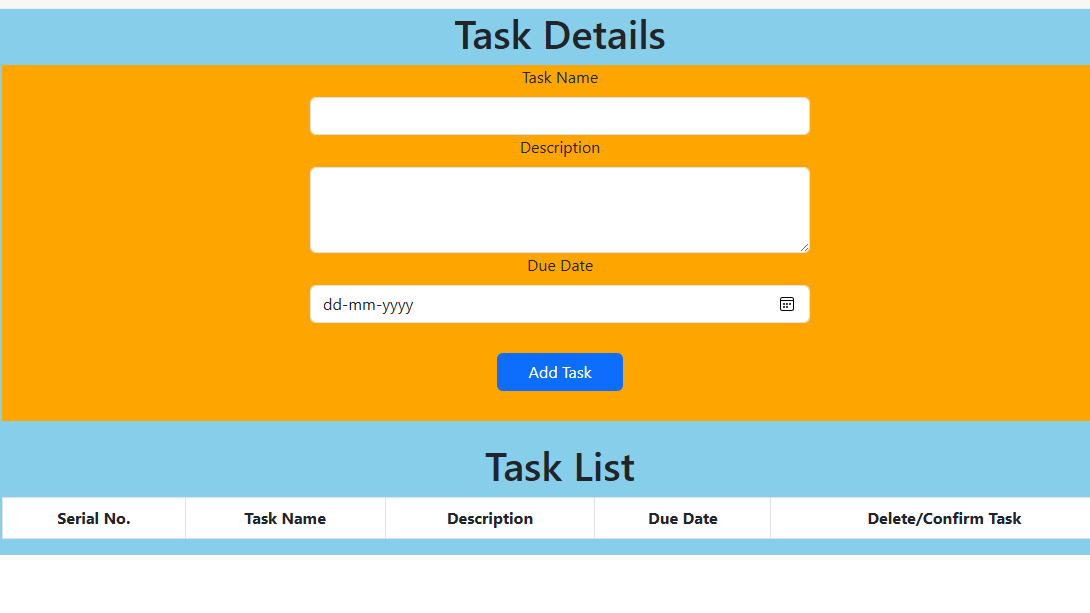 Task Details
Task Name
Description
Due Date
dd-mm-yyyy
Add Task
Task List
Serial No. Task Name Description Due Date Delete/Confirm Task